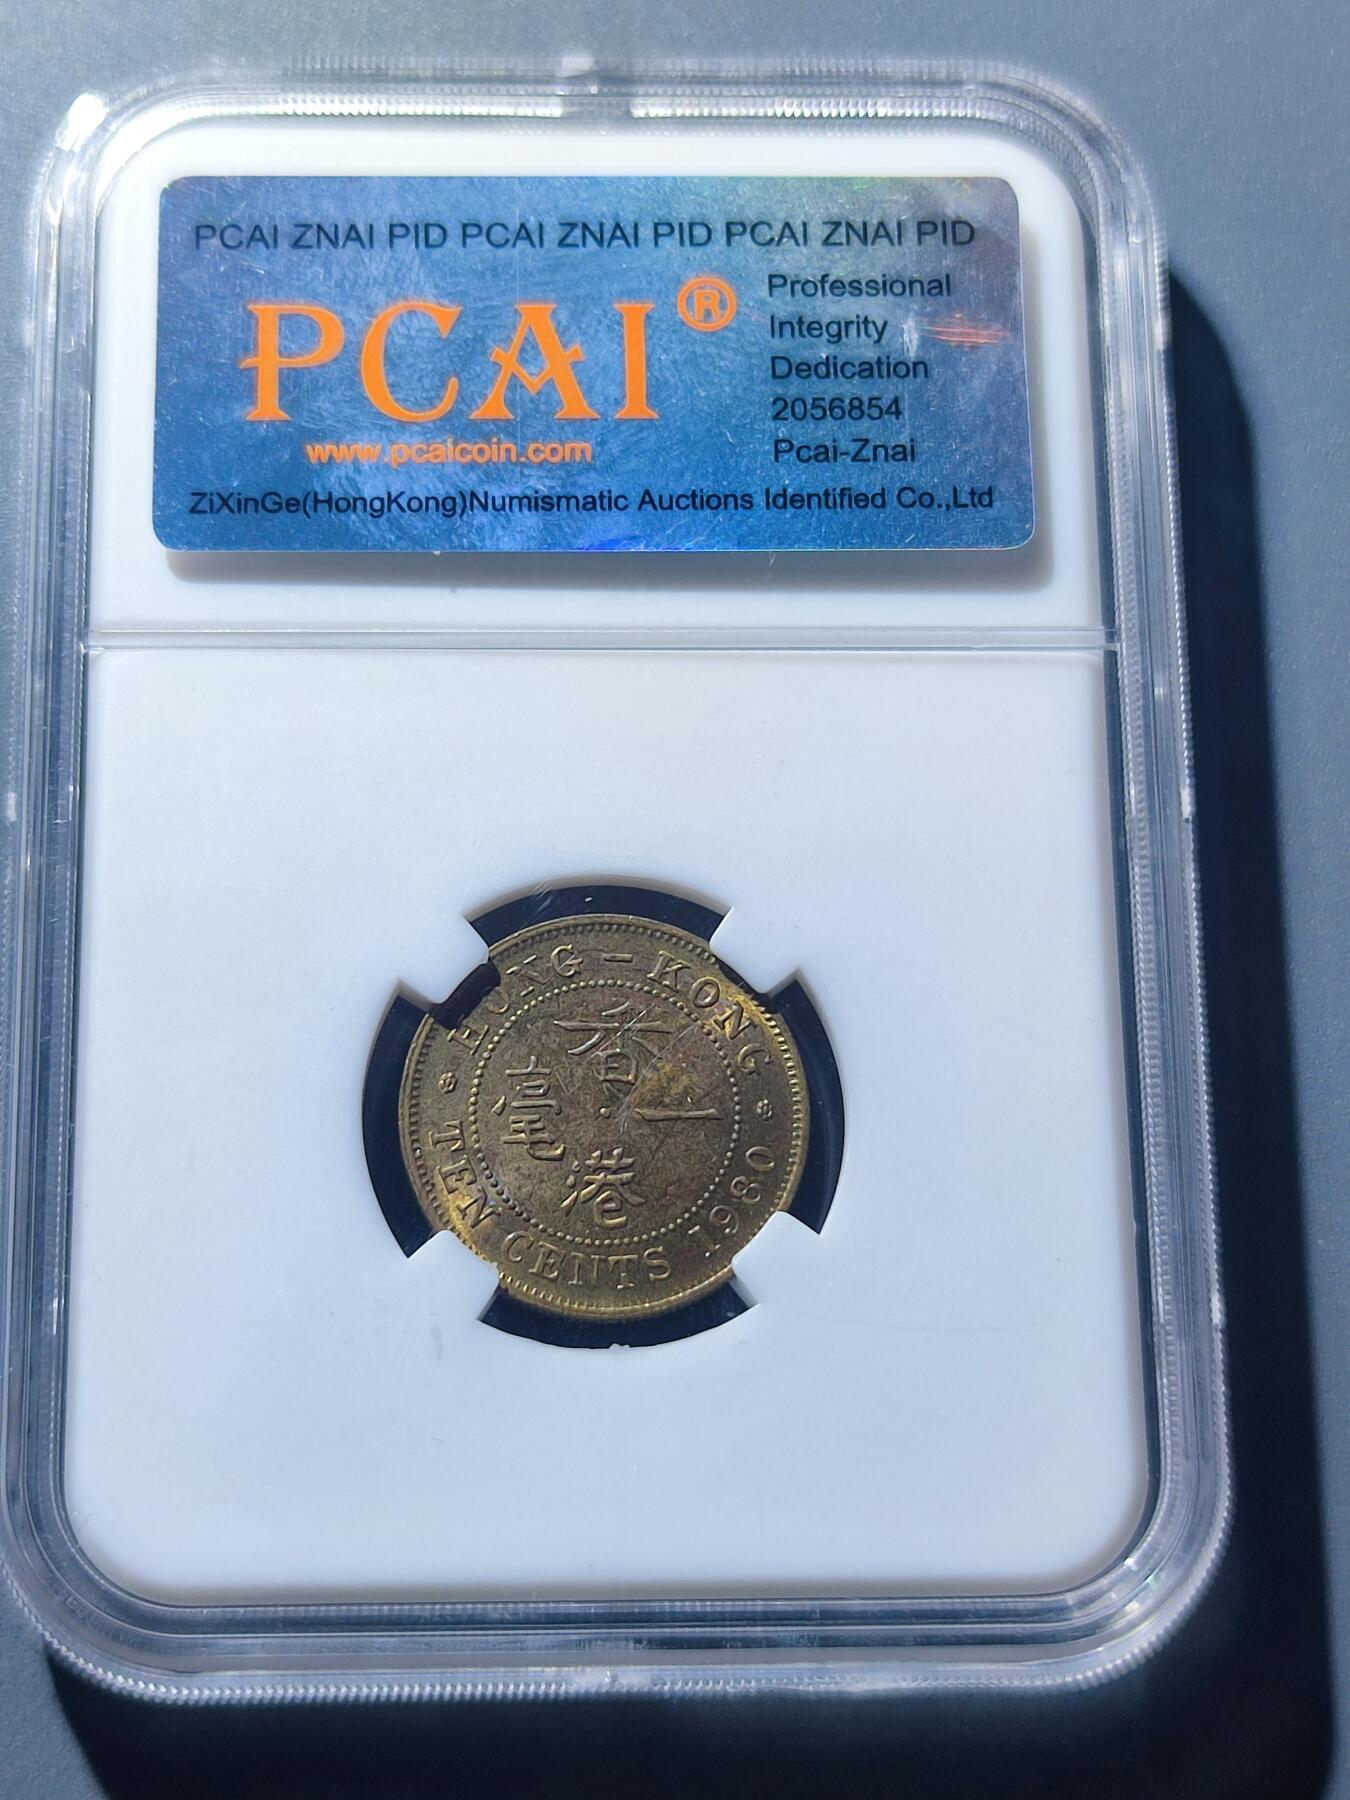 PCAI ZNAI PID PCAI ZNAI PID PCAI ZNAI PID
PCAI®
www.pcaicoin.com
Professional
Integrity
Dedication
2056854
Pcai-Znai
ZiXinGe(HongKong)Numismatic Auctions Identified Co.,Ltd
HONG-KONG
香
毫 一
港
TEN CENTS 1980